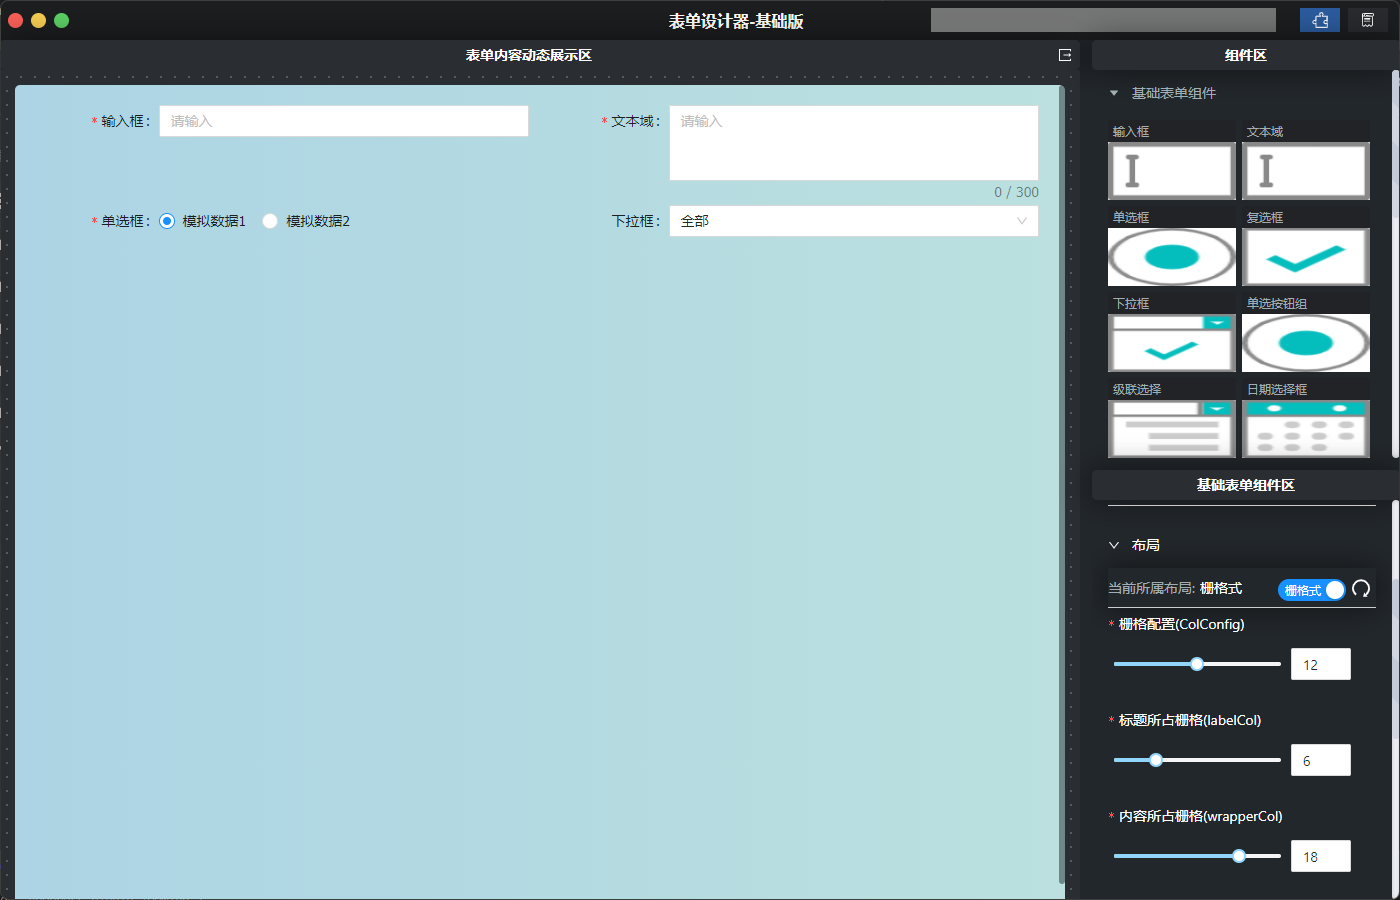 表单设计器-基础版
表单内容动态展示区
* 输入框： 请输入
* 文本域： 请输入
0 / 300
* 单选框： 模拟数据1 模拟数据2
下拉框： 全部
组件区
基础表单组件
输入框 文本域
单选框 复选框
下拉框 单选按钮组
级联选择 日期选择框
基础表单组件区
布局
当前所属布局: 栅格式 栅格式
* 栅格配置(ColConfig)
12
* 标题所占栅格(labelCol)
6
* 内容所占栅格(wrapperCol)
18